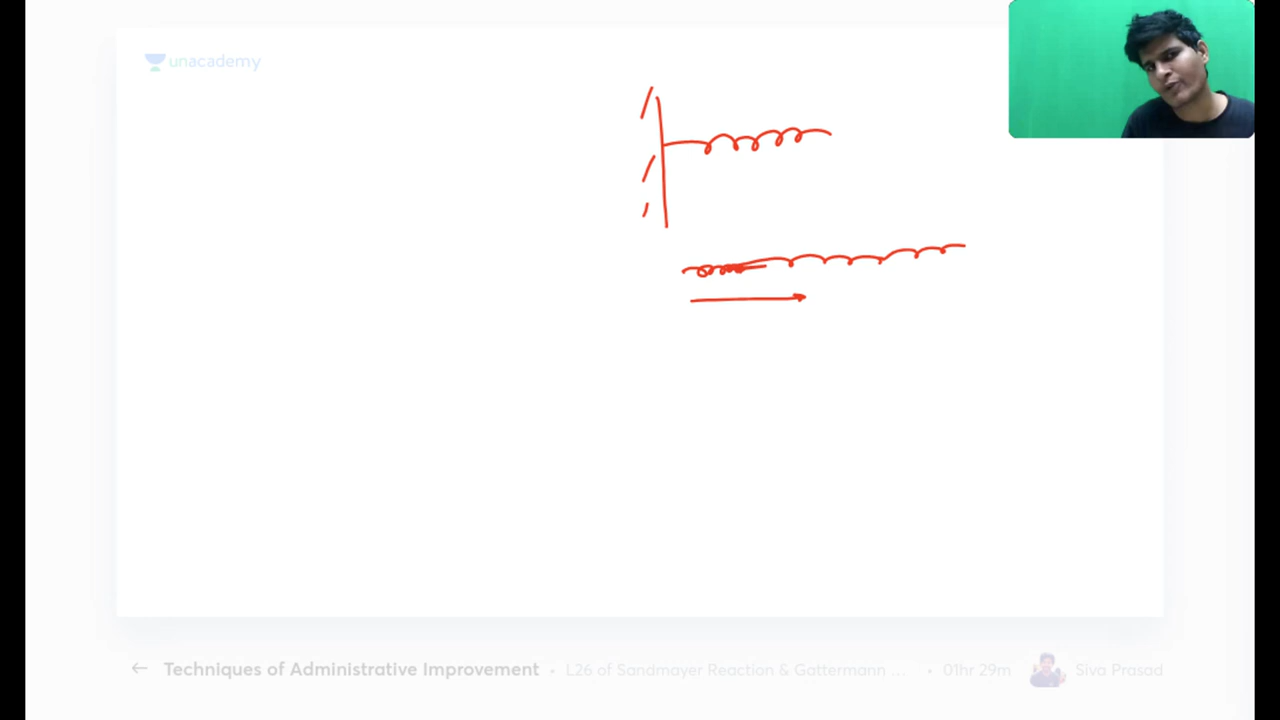 unacademy
Techniques of Administrative Improvement • L26 of Sandmayer Reaction & Gattermann ... • 01hr 29m Siva Prasad